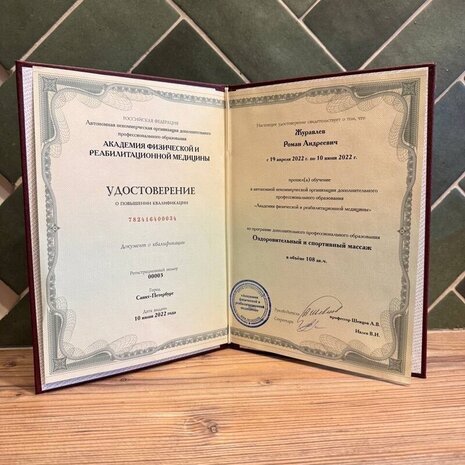 РОССИЙСКАЯ ФЕДЕРАЦИЯ
Автономная некоммерческая организация дополнительного
профессионального образования
АКАДЕМИЯ ФИЗИЧЕСКОЙ И
РЕАБИЛИТАЦИОННОЙ МЕДИЦИНЫ
УДОСТОВЕРЕНИЕ
О ПОВЫШЕНИИ КВАЛИФИКАЦИИ
782416400034
Документ о квалификации
Регистрационный номер
00003
Город
Санкт-Петербург
Дата выдачи
10 июня 2022 года
Настоящее удостоверение свидетельствует о том, что
Журавлев
Роман Андреевич
с 19 апреля 2022 г. по 10 июня 2022 г.
прошел(а) обучение
в автономной некоммерческой организации дополнительного
профессионального образования
«Академия физической и реабилитационной медицины»
по программе дополнительного профессионального образования
Оздоровительный и спортивный массаж
в объёме 108 ак.ч.
Руководитель
профессор Шишов А.В.
Секретарь
В.Н.